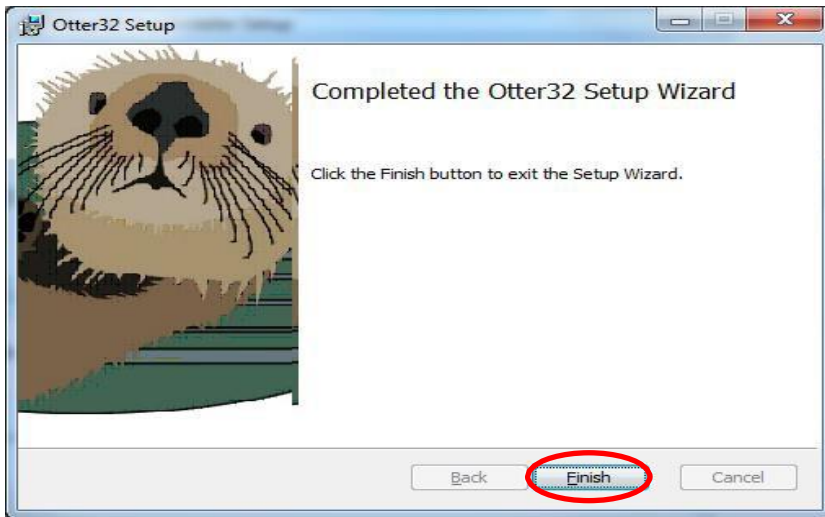 Otter32 Setup
Completed the Otter32 Setup Wizard
Click the Finish button to exit the Setup Wizard.
Back Finish Cancel